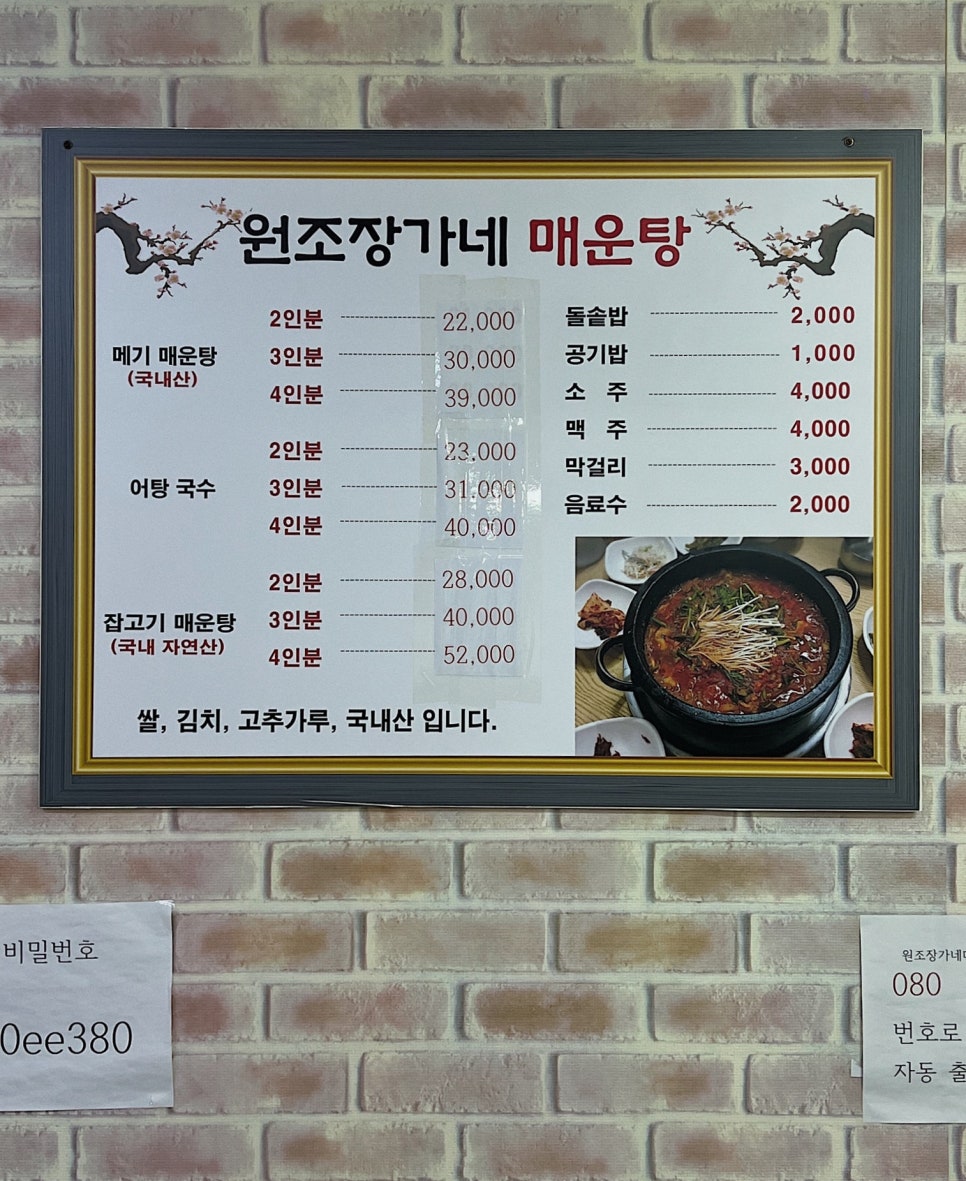 원조장가네 매운탕
메기 매운탕
(국내산)
2인분 22,000
3인분 30,000
4인분 39,000
어탕 국수
2인분 23,000
3인분 31,000
4인분 40,000
잡고기 매운탕
(국내 자연산)
2인분 28,000
3인분 40,000
4인분 52,000
쌀, 김치, 고추가루, 국내산 입니다.
돌솥밥 2,000
공기밥 1,000
소 주 4,000
맥 주 4,000
막걸리 3,000
음료수 2,000
비밀번호
0ee380
원조장가네
080
번호로
자동